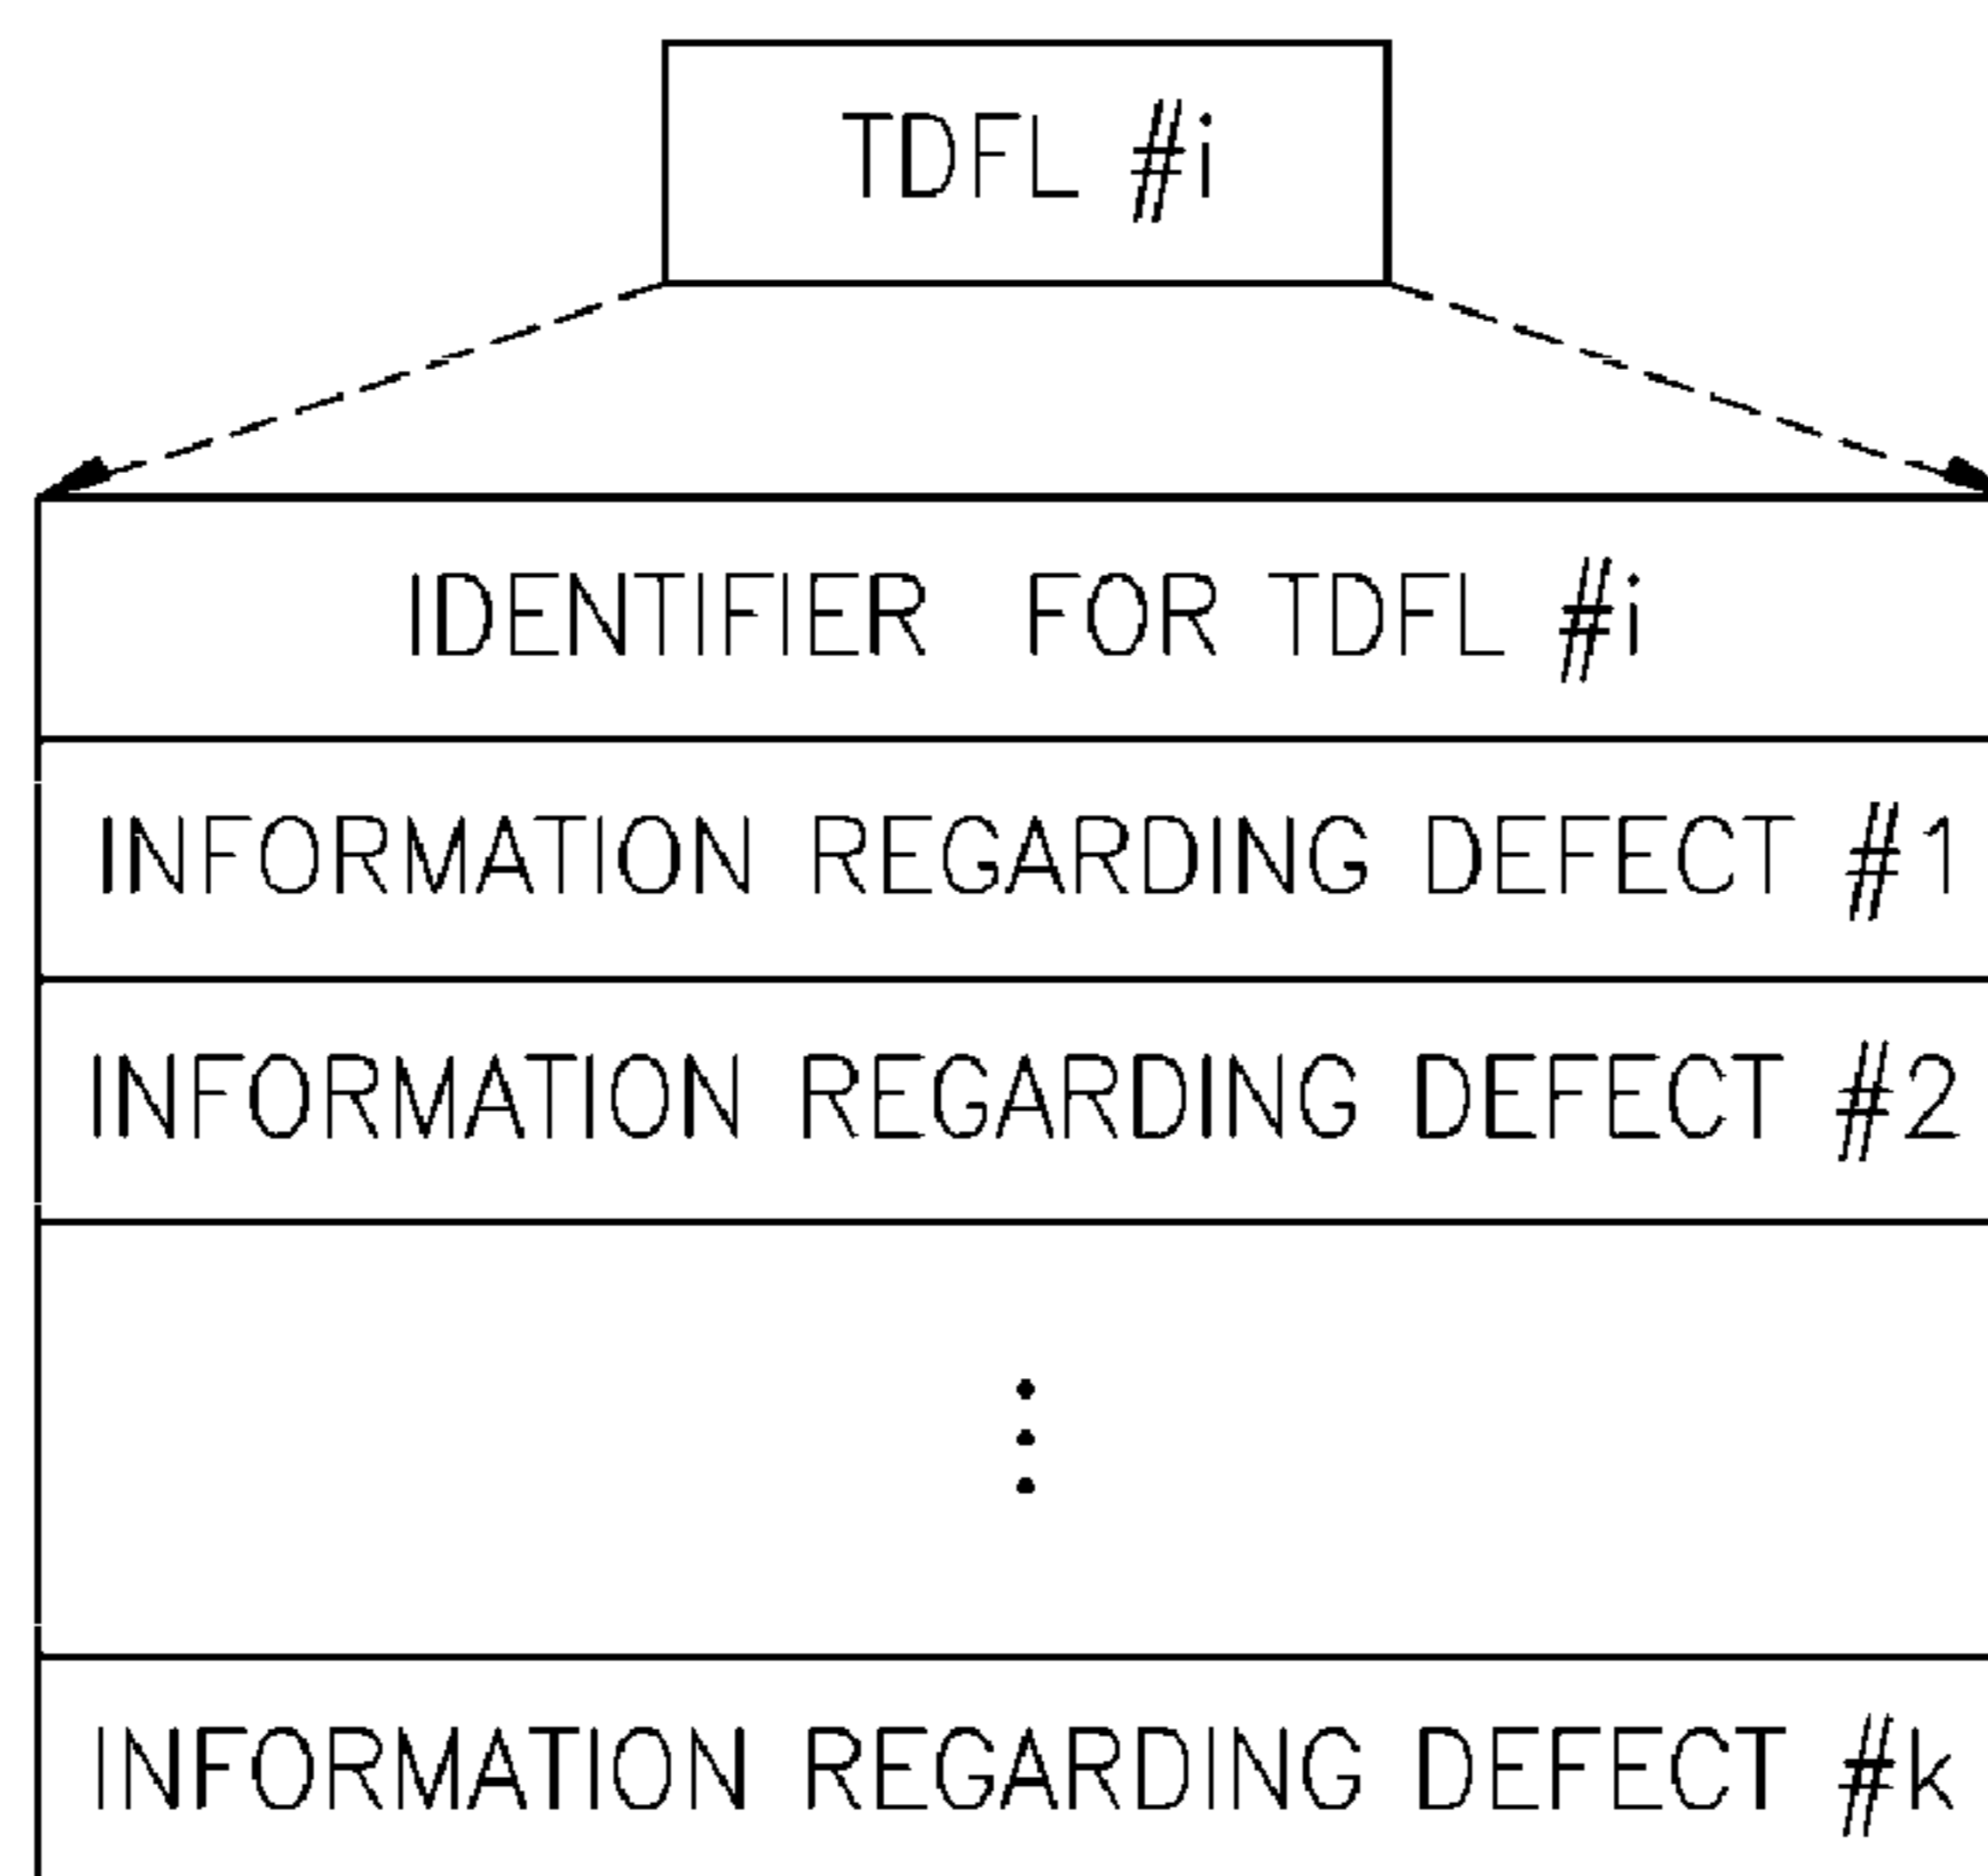 TDFL #i
IDENTIFIER FOR TDFL #i
INFORMATION REGARDING DEFECT #1
INFORMATION REGARDING DEFECT #2
INFORMATION REGARDING DEFECT #k